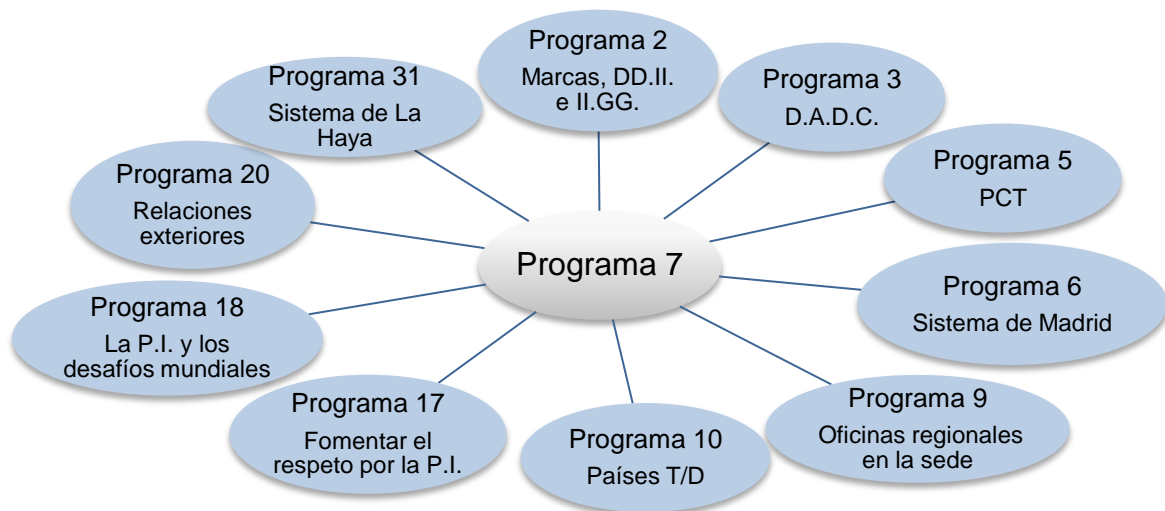 Programa 2
Marcas, DD.II.
e II.GG.
Programa 3
D.A.D.C.
Programa 5
PCT
Programa 6
Sistema de Madrid
Programa 9
Oficinas regionales
en la sede
Programa 10
Países T/D
Programa 17
Fomentar el
respeto por la P.I.
Programa 18
La P.I. y los
desafíos mundiales
Programa 20
Relaciones
exteriores
Programa 31
Sistema de La
Haya
Programa 7